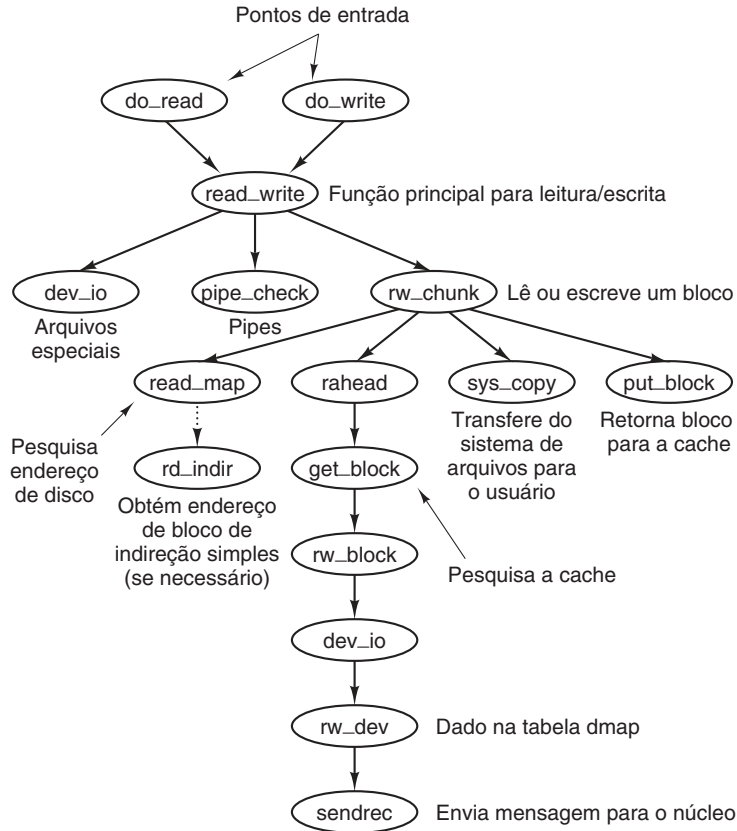 Pontos de entrada
do_read
do_write
read_write
Função principal para leitura/escrita
dev_io
pipe_check
rw_chunk
Lê ou escreve um bloco
Arquivos
especiais
Pipes
read_map
rahead
sys_copy
put_block
Pesquisa
endereço
de disco
rd_indir
Obtém endereço
de bloco de
indireção simples
(se necessário)
get_block
Transfere do
sistema de
arquivos para
o usuário
Retorna bloco
para a cache
rw_block
Pesquisa a cache
dev_io
rw_dev
Dado na tabela dmap
sendrec
Envia mensagem para o núcleo